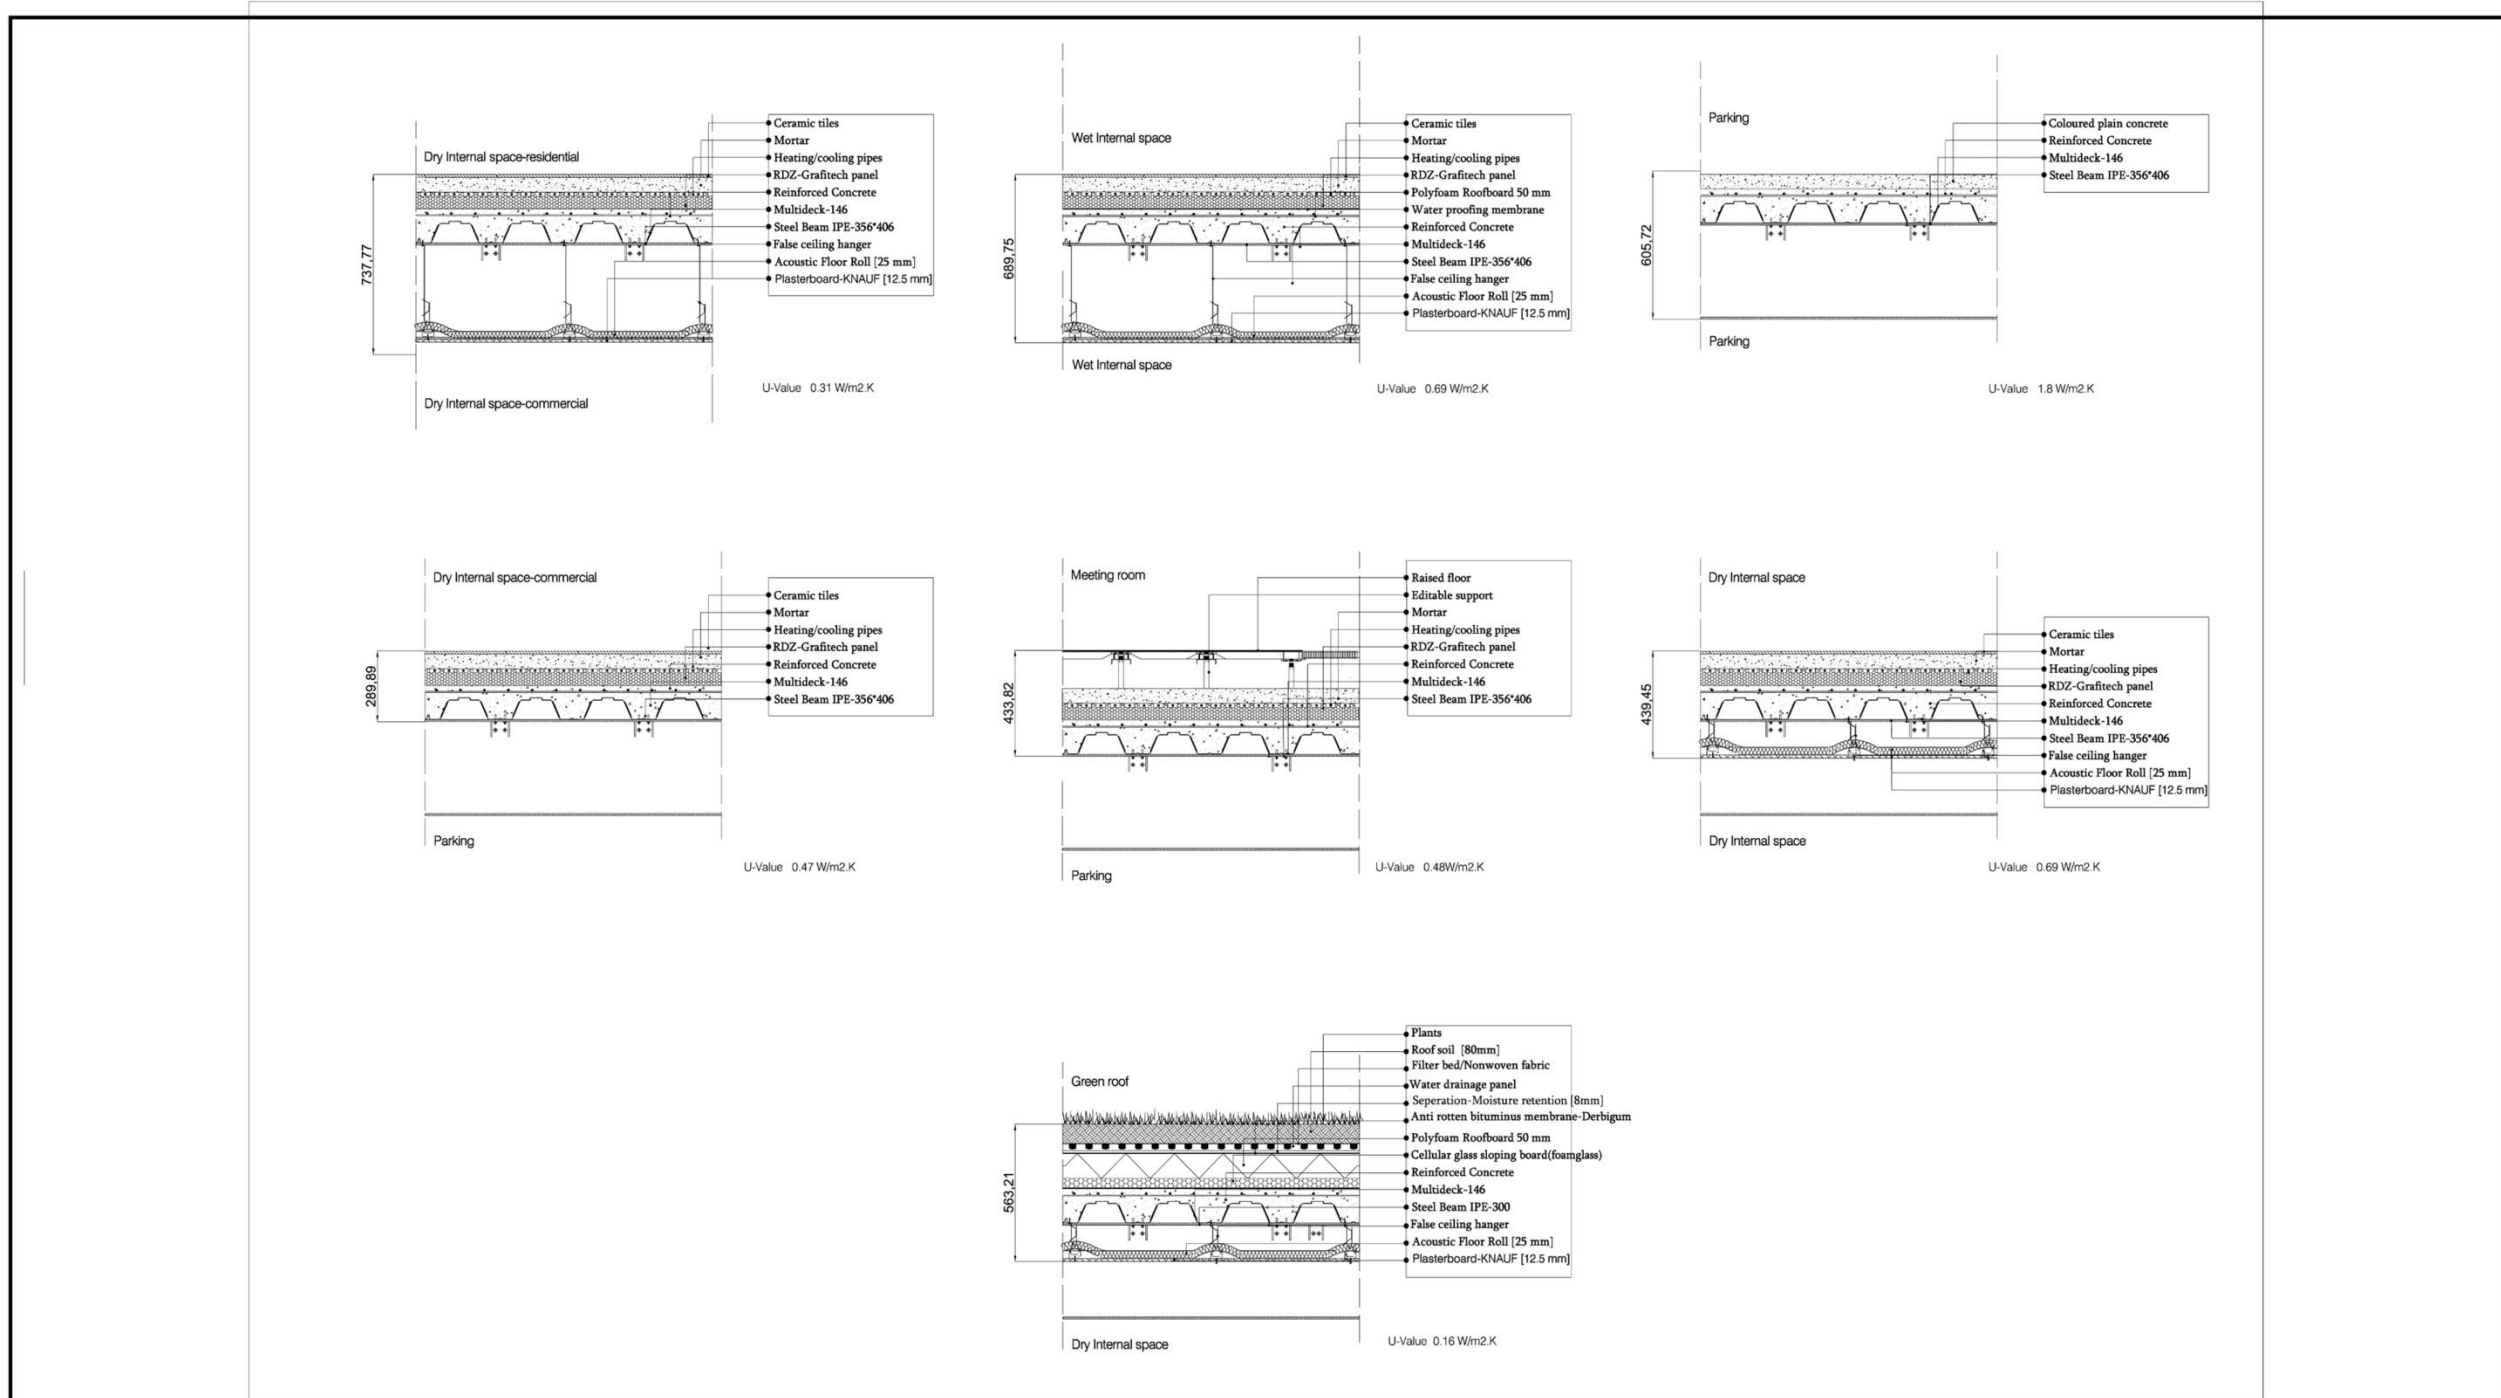 Dry Internal space-residential
737,77
Ceramic tiles
Mortar
Heating/cooling pipes
RDZ-Grafitech panel
Reinforced Concrete
Multideck-146
Steel Beam IPE-356*406
False ceiling hanger
Acoustic Floor Roll [25 mm]
Plasterboard-KNAUF [12.5 mm]
Dry Internal space-commercial
U-Value 0.31 W/m2.K
Wet Internal space
689,75
Ceramic tiles
Mortar
Heating/cooling pipes
RDZ-Grafitech panel
Polyfoam Roofboard 50 mm
Water proofing membrane
Reinforced Concrete
Multideck-146
Steel Beam IPE-356*406
False ceiling hanger
Acoustic Floor Roll [25 mm]
Plasterboard-KNAUF [12.5 mm]
Wet Internal space
U-Value 0.69 W/m2.K
Parking
605,72
Coloured plain concrete
Reinforced Concrete
Multideck-146
Steel Beam IPE-356*406
Parking
U-Value 1.8 W/m2.K
Dry Internal space-commercial
289,89
Ceramic tiles
Mortar
Heating/cooling pipes
RDZ-Grafitech panel
Reinforced Concrete
Multideck-146
Steel Beam IPE-356*406
Parking
U-Value 0.47 W/m2.K
Meeting room
433,82
Raised floor
Editable support
Mortar
Heating/cooling pipes
RDZ-Grafitech panel
Reinforced Concrete
Multideck-146
Steel Beam IPE-356*406
Parking
U-Value 0.48W/m2.K
Dry Internal space
439,45
Ceramic tiles
Mortar
Heating/cooling pipes
RDZ-Grafitech panel
Reinforced Concrete
Multideck-146
Steel Beam IPE-356*406
False ceiling hanger
Acoustic Floor Roll [25 mm]
Plasterboard-KNAUF [12.5 mm]
Dry Internal space
U-Value 0.69 W/m2.K
Green roof
563,21
Plants
Roof soil [80mm]
Filter bed/Nonwoven fabric
Water drainage panel
Seperation-Moisture retention [8mm]
Anti rotten bituminus membrane-Derbigum
Polyfoam Roofboard 50 mm
Cellular glass sloping board(foamglass)
Reinforced Concrete
Multideck-146
Steel Beam IPE-300
False ceiling hanger
Acoustic Floor Roll [25 mm]
Plasterboard-KNAUF [12.5 mm]
Dry Internal space
U-Value 0.16 W/m2.K